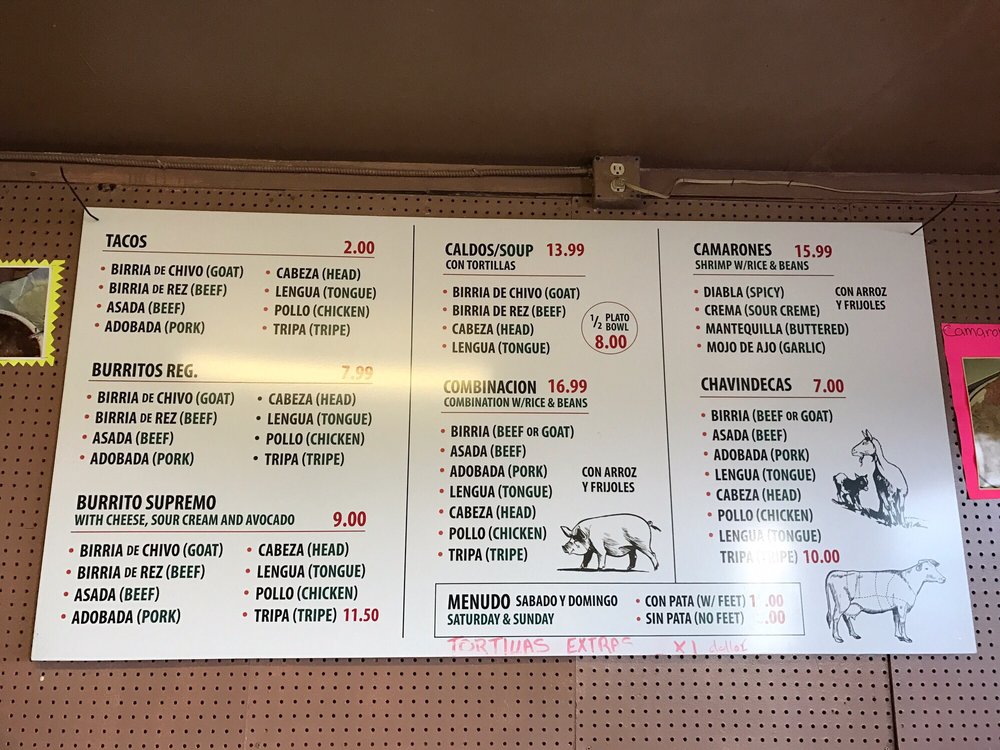 TACOS 2.00
• BIRRIA DE CHIVO (GOAT)
• BIRRIA DE REZ (BEEF)
• ASADA (BEEF)
• ADOBADA (PORK)
• CABEZA (HEAD)
• LENGUA (TONGUE)
• POLLO (CHICKEN)
• TRIPA (TRIPE)
BURRITOS REG. 7.99
• BIRRIA DE CHIVO (GOAT)
• BIRRIA DE REZ (BEEF)
• ASADA (BEEF)
• ADOBADA (PORK)
• CABEZA (HEAD)
• LENGUA (TONGUE)
• POLLO (CHICKEN)
• TRIPA (TRIPE)
BURRITO SUPREMO
WITH CHEESE, SOUR CREAM AND AVOCADO 9.00
• BIRRIA DE CHIVO (GOAT)
• BIRRIA DE REZ (BEEF)
• ASADA (BEEF)
• ADOBADA (PORK)
• CABEZA (HEAD)
• LENGUA (TONGUE)
• POLLO (CHICKEN)
• TRIPA (TRIPE) 11.50
CALDOS/SOUP 13.99
CON TORTILLAS
• BIRRIA DE CHIVO (GOAT)
• BIRRIA DE REZ (BEEF)
• CABEZA (HEAD)
• LENGUA (TONGUE)
1/2 PLATO
BOWL
8.00
COMBINACION 16.99
COMBINATION W/RICE & BEANS
• BIRRIA (BEEF OR GOAT)
• ASADA (BEEF)
• ADOBADA (PORK)
• LENGUA (TONGUE)
• CABEZA (HEAD)
• POLLO (CHICKEN)
• TRIPA (TRIPE)
CON ARROZ
Y FRIJOLES
CAMARONES 15.99
SHRIMP W/RICE & BEANS
• DIABLA (SPICY)
• CREMA (SOUR CREME)
• MANTEQUILLA (BUTTERED)
• MOJO DE AJO (GARLIC)
CON ARROZ
Y FRIJOLES
CHAVINDECAS 7.00
• BIRRIA (BEEF OR GOAT)
• ASADA (BEEF)
• ADOBADA (PORK)
• LENGUA (TONGUE)
• CABEZA (HEAD)
• POLLO (CHICKEN)
• LENGUA (TONGUE)
TRIPA (TRIPE) 10.00
MENUDO SABADO Y DOMINGO
SATURDAY & SUNDAY
• CON PATA (W/ FEET)
• SIN PATA (NO FEET)
TORTILLAS EXTRAS X1 dollar